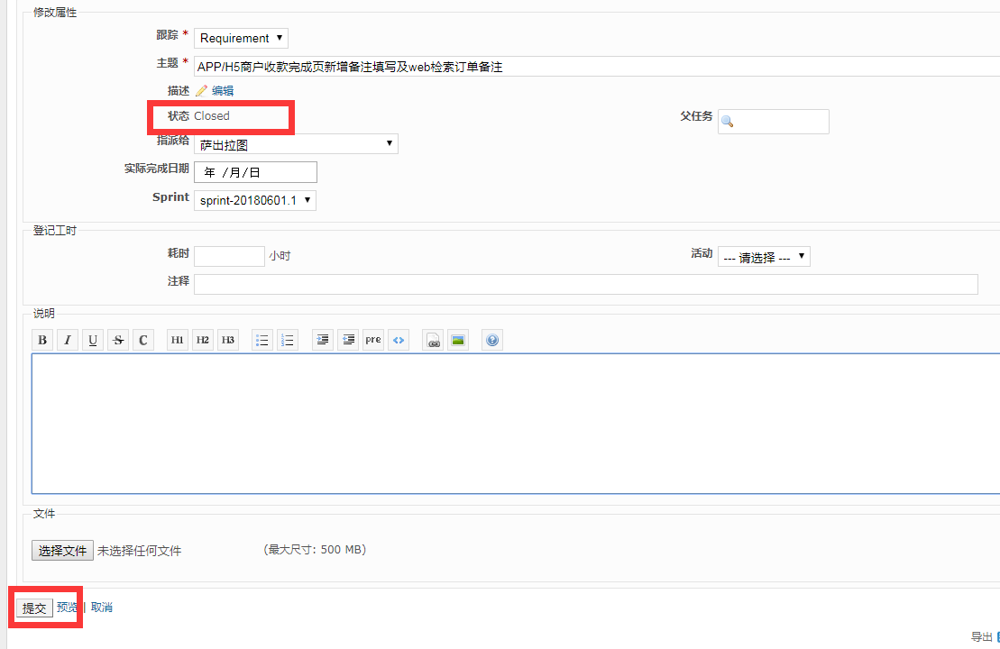 修改属性
跟踪 * Requirement
主题 * APP/H5商户收款完成页新增备注填写及web检索订单备注
描述 编辑
状态 Closed 父任务
指派给 萨出拉图
实际完成日期 年 /月/日
Sprint sprint-20180601.1
登记工时
耗时 小时 活动 --- 请选择 ---
注释
说明
B I U S C H1 H2 H3 pre <> ?
文件
选择文件 未选择任何文件 (最大尺寸: 500 MB)
提交 预览 | 取消
导出